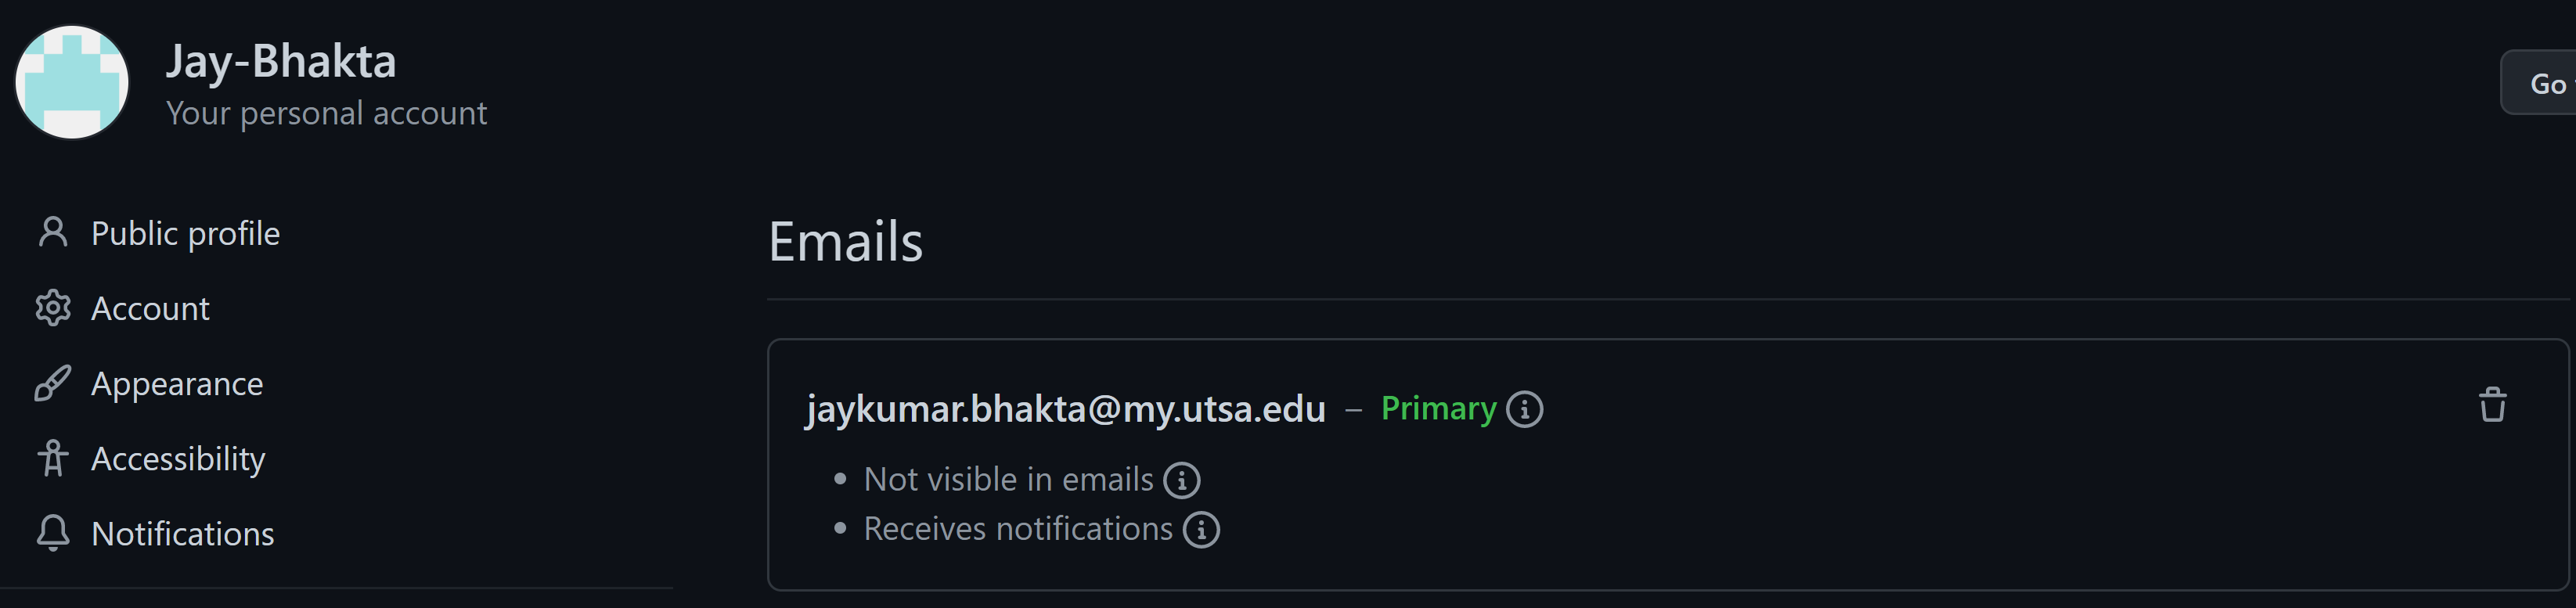 Jay-Bhakta
Your personal account
Go
Public profile
Account
Appearance
Accessibility
Notifications
Emails
jaykumar.bhakta@my.utsa.edu – Primary
Not visible in emails
Receives notifications